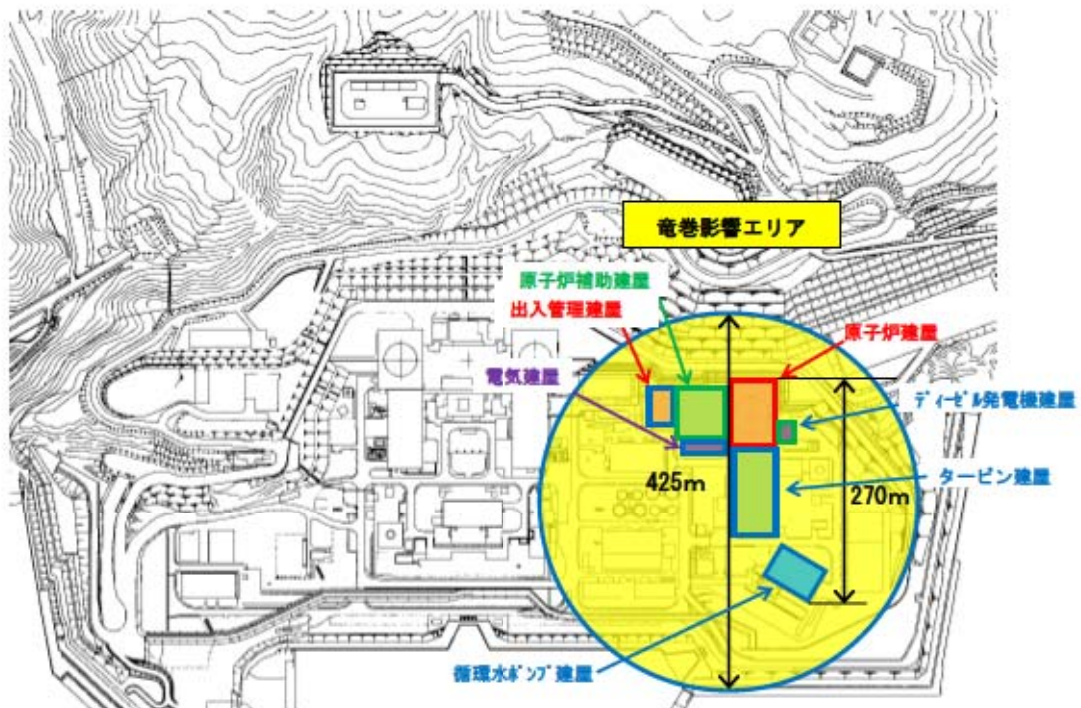 竜巻影響エリア
原子炉補助建屋
出入管理建屋
原子炉建屋
電気建屋
ディーゼル発電機建屋
タービン建屋
425m
270m
循環水ポンプ建屋